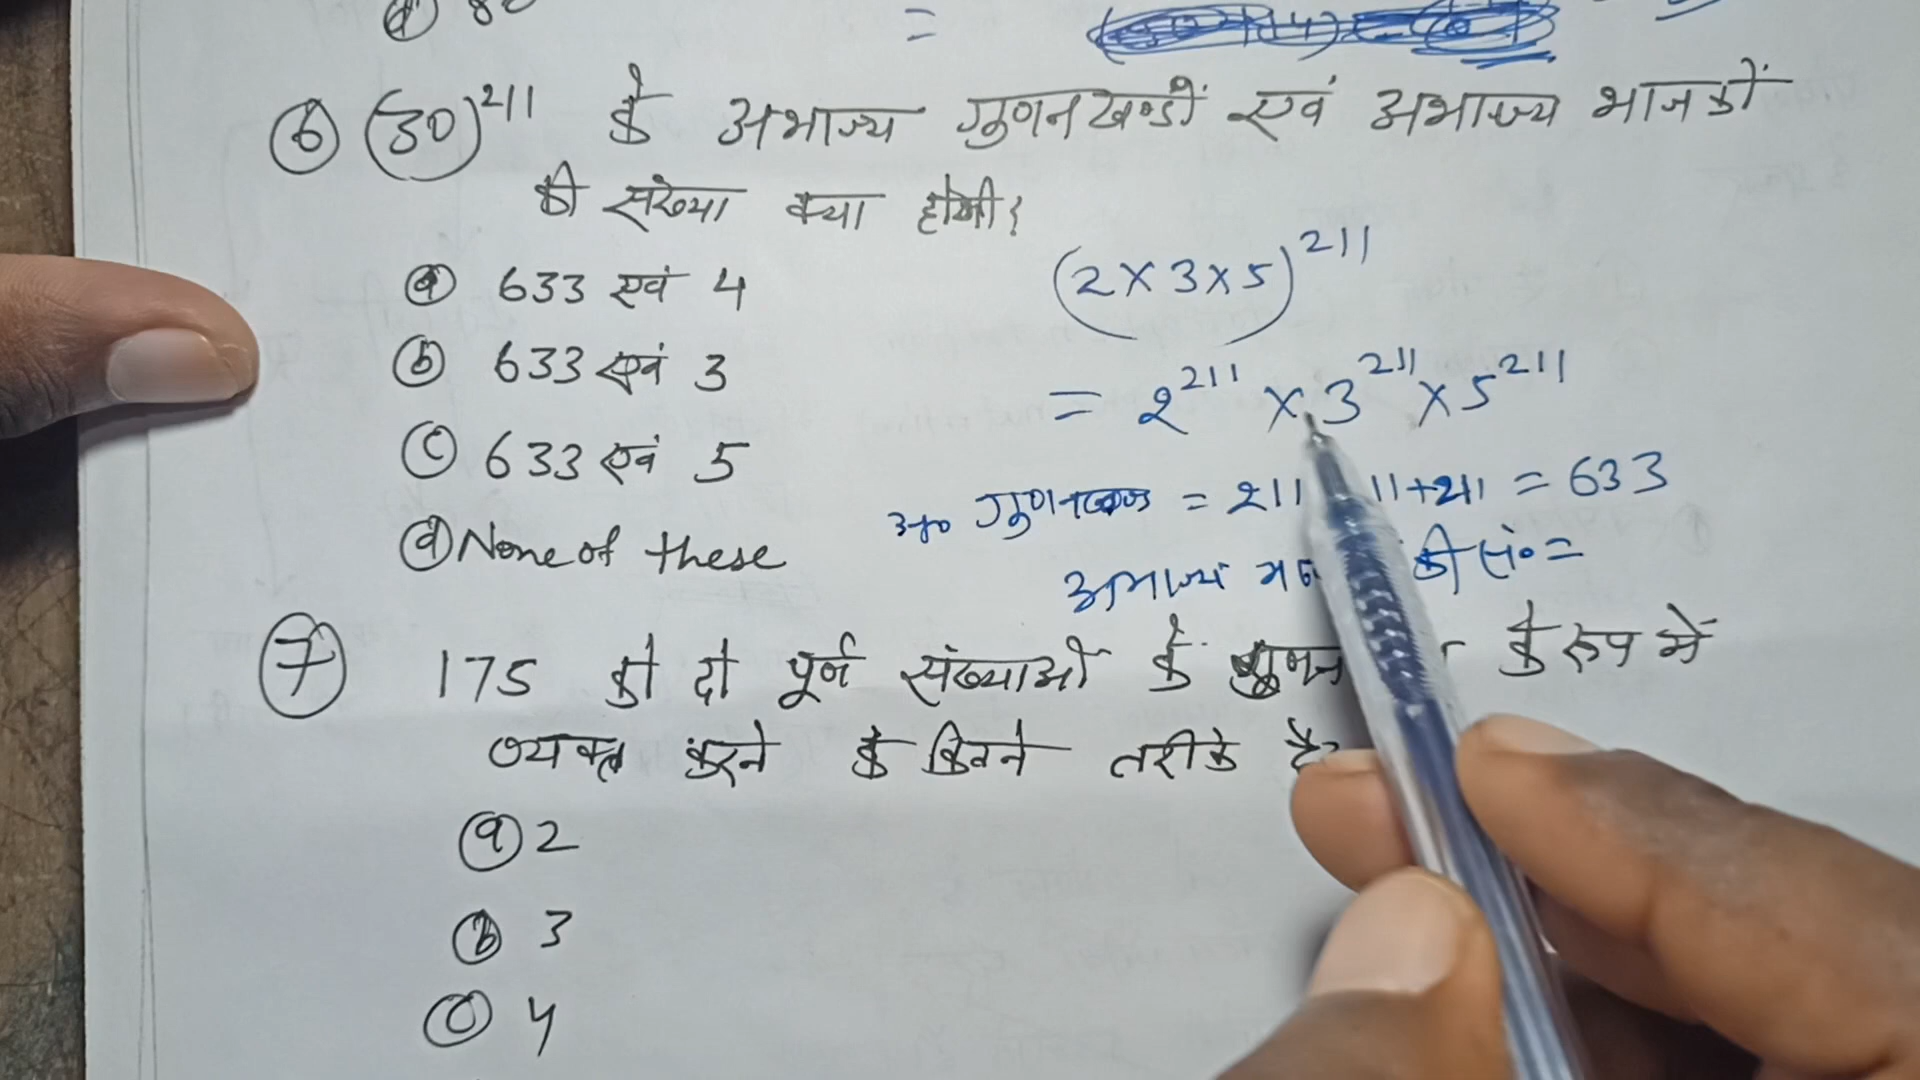 (d) 80
=
(6) (30)^211 के अभाज्य गुणनखण्डों एवं अभाज्य भाजकों
की संख्या क्या होगी?
(a) 633 एवं 4
(b) 633 एवं 3
(c) 633 एवं 5
(d) None of these
(2×3×5)^211
= 2^211 × 3^211 × 5^211
अ० गुणनखण्ड = 211 11+211 = 633
अभाज्य की सं० =
(7) 175 को दो पूर्ण संख्याओं के के रूप में
व्यक्त करने के कितने तरीके है?
(a) 2
(b) 3
(c) 4